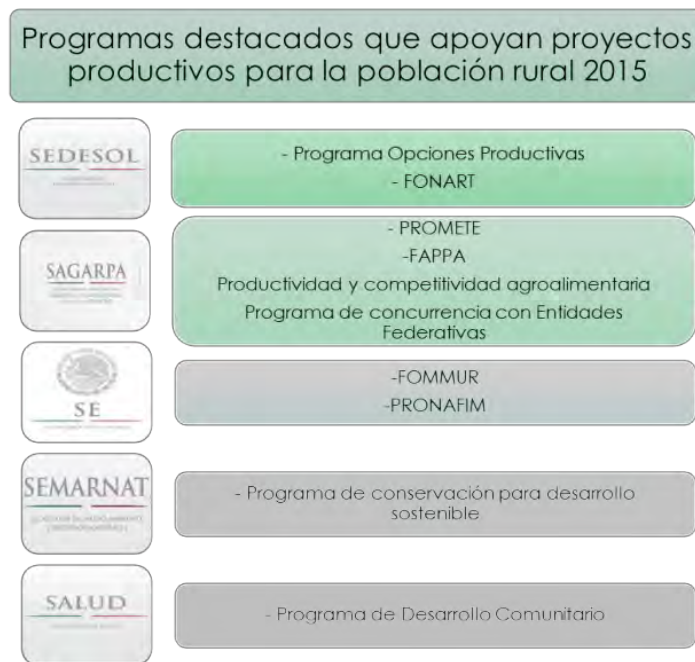 Programas destacados que apoyan proyectos
productivos para la población rural 2015
SEDESOL
- Programa Opciones Productivas
- FONART
SAGARPA
- PROMETE
-FAPPA
Productividad y competitividad agroalimentaria
Programa de concurrencia con Entidades
Federativas
SE
-FOMMUR
-PRONAFIM
SEMARNAT
- Programa de conservación para desarrollo
sostenible
SALUD
- Programa de Desarrollo Comunitario